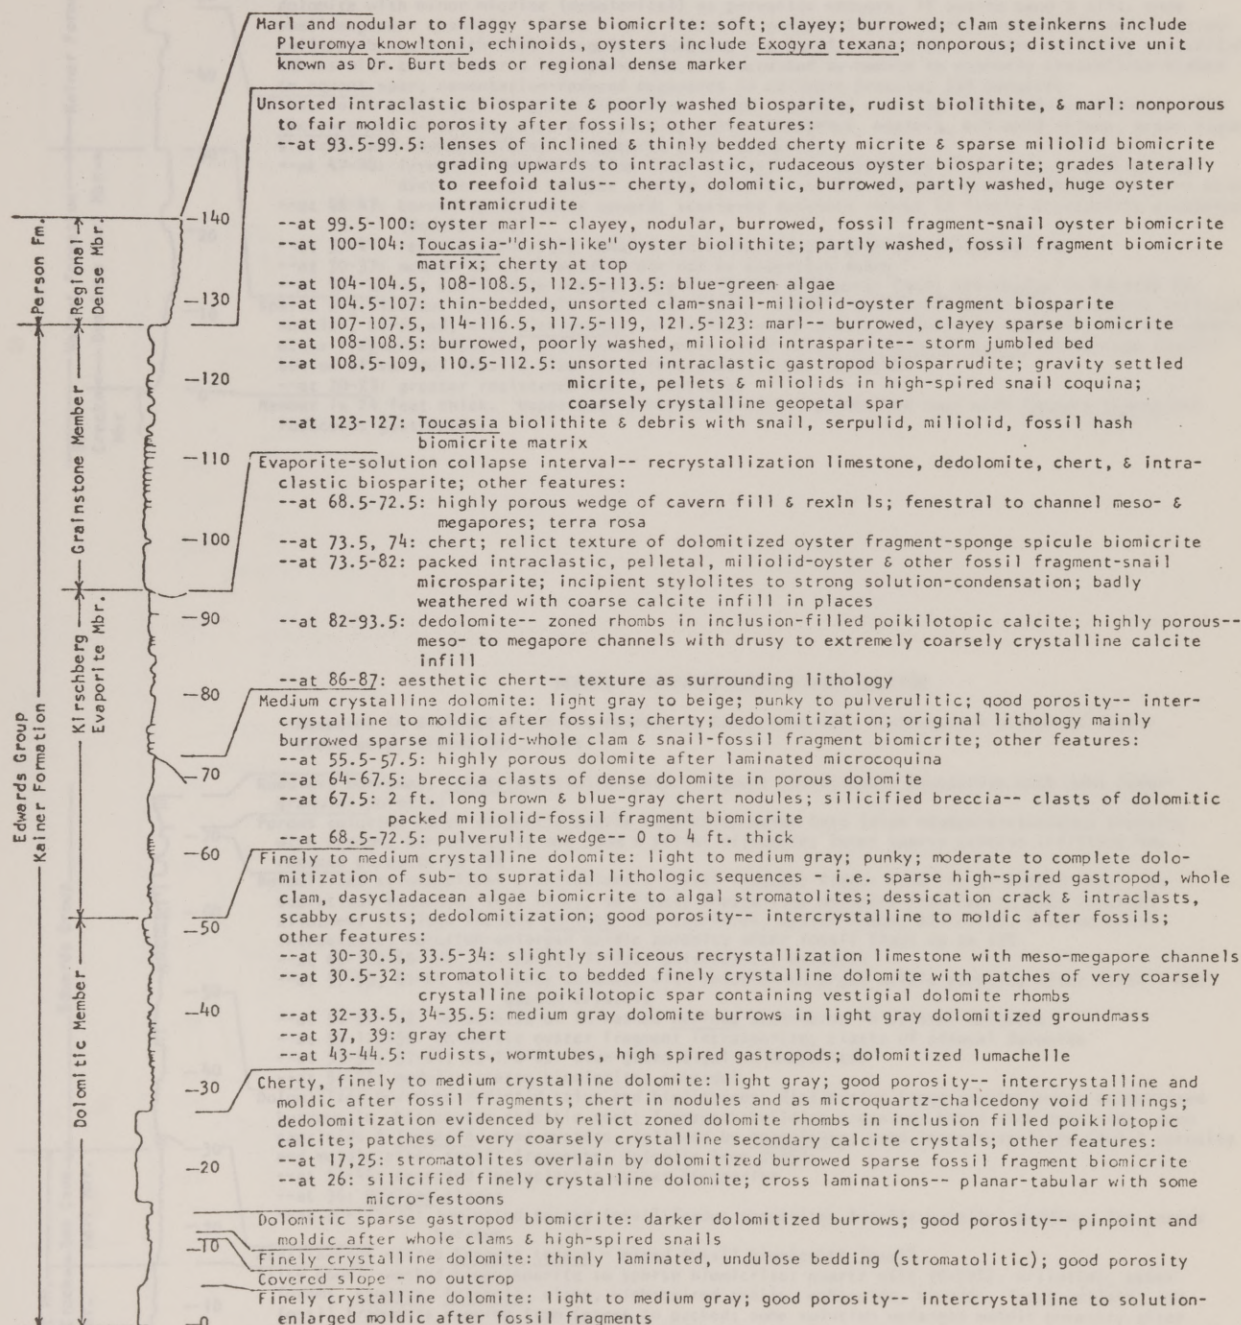 Marl and nodular to flaggy sparse biomicrite: soft; clayey; burrowed; clam steinkerns include
Pleuromya knowltoni, echinoids, oysters include Exogyra texana; nonporous; distinctive unit
known as Dr. Burt beds or regional dense marker
Unsorted intraclastic biosparite & poorly washed biosparite, rudist biolithite, & marl: nonporous
to fair moldic porosity after fossils; other features:
--at 93.5-99.5: lenses of inclined & thinly bedded cherty micrite & sparse miliolid biomicrite
grading upwards to intraclastic, rudaceous oyster biosparite; grades laterally
to reefoid talus-- cherty, dolomitic, burrowed, partly washed, huge oyster
intramicrudite
--at 99.5-100: oyster marl-- clayey, nodular, burrowed, fossil fragment-snail oyster biomicrite
--at 100-104: Toucasia-"dish-like" oyster biolithite; partly washed, fossil fragment biomicrite
matrix; cherty at top
--at 104-104.5, 108-108.5, 112.5-113.5: blue-green algae
--at 104.5-107: thin-bedded, unsorted clam-snail-miliolid-oyster fragment biosparite
--at 107-107.5, 114-116.5, 117.5-119, 121.5-123: marl-- burrowed, clayey sparse biomicrite
--at 108-108.5: burrowed, poorly washed, miliolid intrasparite-- storm jumbled bed
--at 108.5-109, 110.5-112.5: unsorted intraclastic gastropod biosparrudite; gravity settled
micrite, pellets & miliolids in high-spired snail coquina;
coarsely crystalline geopetal spar
--at 123-127: Toucasia biolithite & debris with snail, serpulid, miliolid, fossil hash
biomicrite matrix
Evaporite-solution collapse interval-- recrystallization limestone, dedolomite, chert, & intra-
clastic biosparite; other features:
--at 68.5-72.5: highly porous wedge of cavern fill & rexln ls; fenestral to channel meso- &
megapores; terra rosa
--at 73.5, 74: chert; relict texture of dolomitized oyster fragment-sponge spicule biomicrite
--at 73.5-82: packed intraclastic, pelletal, miliolid-oyster & other fossil fragment-snail
microsparite; incipient stylolites to strong solution-condensation; badly
weathered with coarse calcite infill in places
--at 82-93.5: dedolomite-- zoned rhombs in inclusion-filled poikilotopic calcite; highly porous--
meso- to megapore channels with drusy to extremely coarsely crystalline calcite
infill
--at 86-87: aesthetic chert-- texture as surrounding lithology
Medium crystalline dolomite: light gray to beige; punky to pulverulitic; good porosity-- inter-
crystalline to moldic after fossils; cherty; dedolomitization; original lithology mainly
burrowed sparse miliolid-whole clam & snail-fossil fragment biomicrite; other features:
--at 55.5-57.5: highly porous dolomite after laminated microcoquina
--at 64-67.5: breccia clasts of dense dolomite in porous dolomite
--at 67.5: 2 ft. long brown & blue-gray chert nodules; silicified breccia-- clasts of dolomitic
packed miliolid-fossil fragment biomicrite
--at 68.5-72.5: pulverulite wedge-- 0 to 4 ft. thick
Finely to medium crystalline dolomite: light to medium gray; punky; moderate to complete dolo-
mitization of sub- to supratidal lithologic sequences - i.e. sparse high-spired gastropod, whole
clam, dasycladacean algae biomicrite to algal stromatolites; dessication crack & intraclasts,
scabby crusts; dedolomitization; good porosity-- intercrystalline to moldic after fossils;
other features:
--at 30-30.5, 33.5-34: slightly siliceous recrystallization limestone with meso-megapore channels
--at 30.5-32: stromatolitic to bedded finely crystalline dolomite with patches of very coarsely
crystalline poikilotopic spar containing vestigial dolomite rhombs
--at 32-33.5, 34-35.5: medium gray dolomite burrows in light gray dolomitized groundmass
--at 37, 39: gray chert
--at 43-44.5: rudists, wormtubes, high spired gastropods; dolomitized lumachelle
Cherty, finely to medium crystalline dolomite: light gray; good porosity-- intercrystalline and
moldic after fossil fragments; chert in nodules and as microquartz-chalcedony void fillings;
dedolomitization evidenced by relict zoned dolomite rhombs in inclusion filled poikilotopic
calcite; patches of very coarsely crystalline secondary calcite crystals; other features:
--at 17,25: stromatolites overlain by dolomitized burrowed sparse fossil fragment biomicrite
--at 26: silicified finely crystalline dolomite; cross laminations-- planar-tabular with some
micro-festoons
Dolomitic sparse gastropod biomicrite: darker dolomitized burrows; good porosity-- pinpoint and
moldic after whole clams & high-spired snails
Finely crystalline dolomite: thinly laminated, undulose bedding (stromatolitic); good porosity
Covered slope - no outcrop
Finely crystalline dolomite: light to medium gray; good porosity-- intercrystalline to solution-
enlarged moldic after fossil fragments
Edwards Group
Person Fm.
Kainer Formation
Regional
Dense Mbr.
Grainstone Member
Kirschberg
Evaporite Mbr.
Dolomitic Member
140
130
120
110
100
90
80
70
60
50
40
30
20
10
0